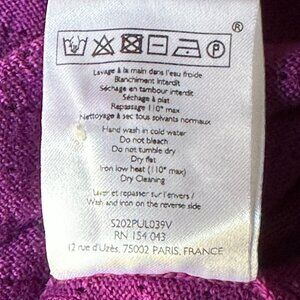 ®
P
Lavage à la main dans l'eau froide
Blanchiment interdit
Séchage en tambour interdit
Séchage à plat
Repassage 110° max
Nettoyage à sec tous solvants normaux
Hand wash in cold water
Do not bleach
Do not tumble dry
Dry flat
Iron low heat (110° max)
Dry Cleaning
Laver et repasser sur l'envers /
Wash and iron on the reverse side
S202PUL039V
RN 154 043
12 rue d'Uzès, 75002 PARIS, FRANCE